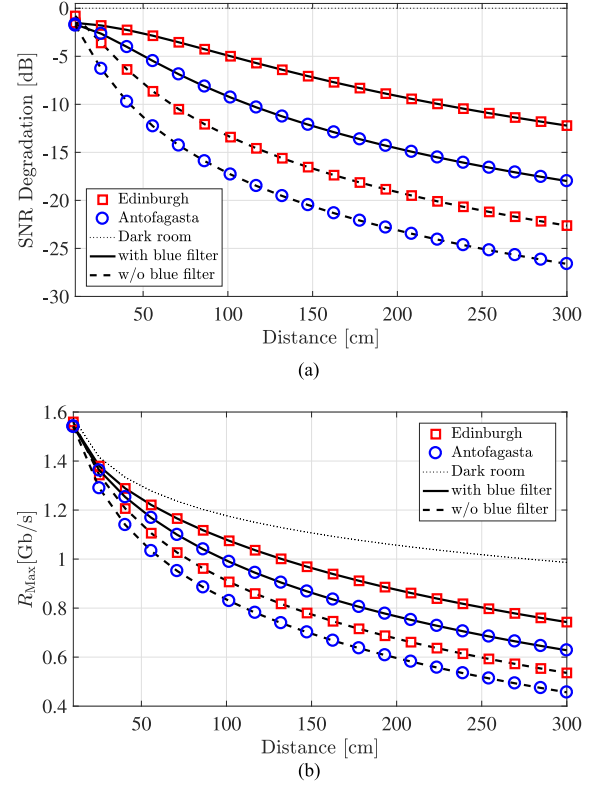 0
-5
-10
-15
-20
-25
-30
SNR Degradation [dB]
Edinburgh
Antofagasta
Dark room
with blue filter
w/o blue filter
50 100 150 200 250 300
Distance [cm]
(a)
1.6
1.4
1.2
1
0.8
0.6
0.4
R_Max[Gb/s]
Edinburgh
Antofagasta
Dark room
with blue filter
w/o blue filter
50 100 150 200 250 300
Distance [cm]
(b)